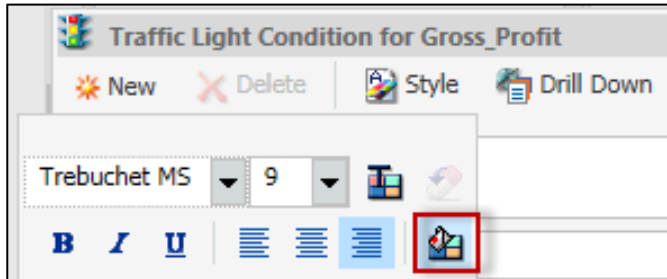 Traffic Light Condition for Gross_Profit
New Delete Style Drill Down
Trebuchet MS 9
B I U